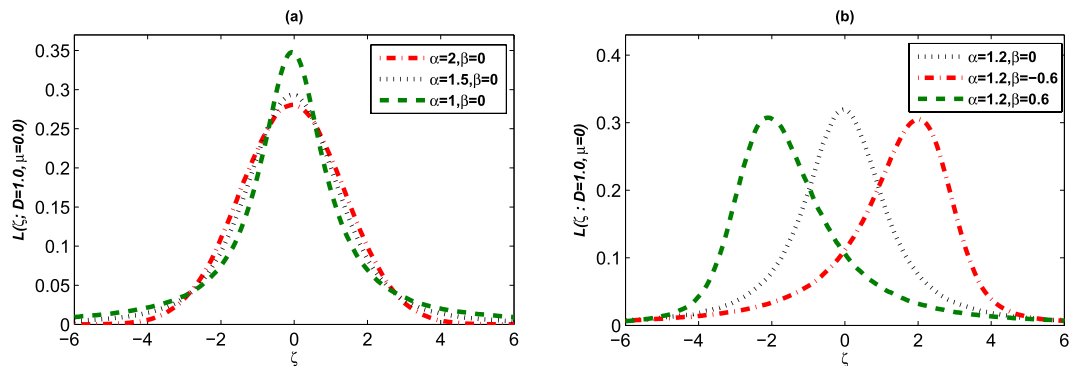 (a)
L(ζ; D=1.0, μ=0.0)
0.35
0.3
0.25
0.2
0.15
0.1
0.05
0
α=2,β=0
α=1.5,β=0
α=1,β=0
−4 −2 0 2 4 6
ζ
(b)
L(ζ : D=1.0, μ=0)
0.4
0.3
0.2
0.1
0
α=1.2,β=0
α=1.2,β=−0.6
α=1.2,β=0.6
−6 −4 −2 0 2 4 6
ζ